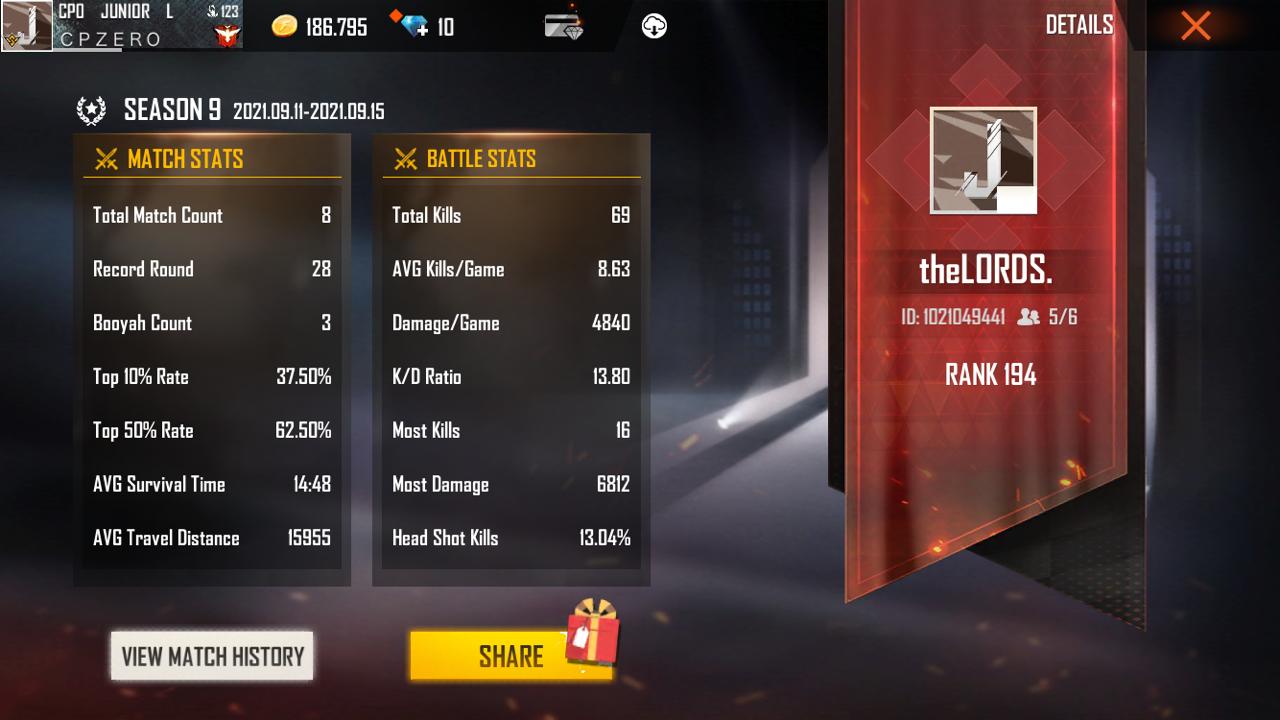 CPO JUNIOR L 123
CPZERO
186.795
10
DETAILS
SEASON 9 2021.09.11-2021.09.15
MATCH STATS
Total Match Count 8
Record Round 28
Booyah Count 3
Top 10% Rate 37.50%
Top 50% Rate 62.50%
AVG Survival Time 14:48
AVG Travel Distance 15955
BATTLE STATS
Total Kills 69
AVG Kills/Game 8.63
Damage/Game 4840
K/D Ratio 13.80
Most Kills 16
Most Damage 6812
Head Shot Kills 13.04%
VIEW MATCH HISTORY
SHARE
J
theLORDS.
ID: 1021049441 5/6
RANK 194